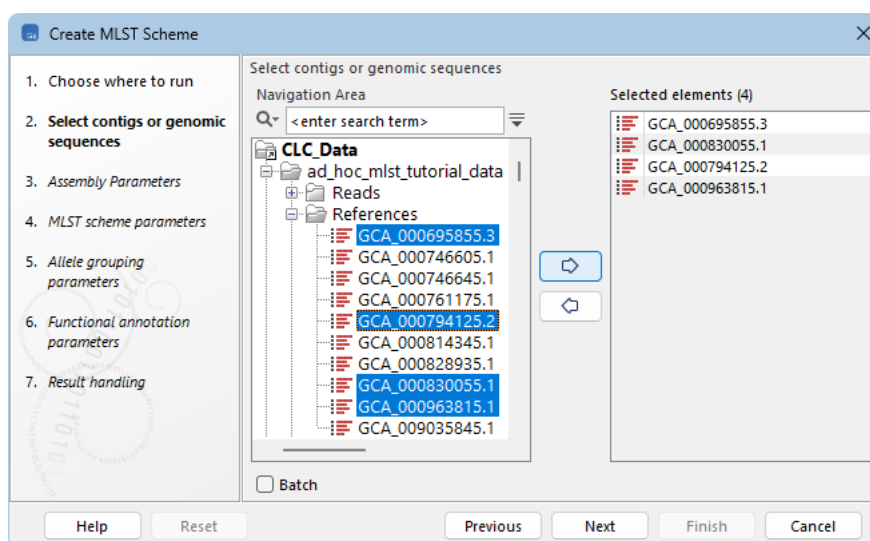 Create MLST Scheme
1. Choose where to run
2. Select contigs or genomic
sequences
3. Assembly Parameters
4. MLST scheme parameters
5. Allele grouping
parameters
6. Functional annotation
parameters
7. Result handling
Select contigs or genomic sequences
Navigation Area
<enter search term>
CLC_Data
ad_hoc_mlst_tutorial_data
Reads
References
GCA_000695855.3
GCA_000746605.1
GCA_000746645.1
GCA_000761175.1
GCA_000794125.2
GCA_000814345.1
GCA_000828935.1
GCA_000830055.1
GCA_000963815.1
GCA_009035845.1
Batch
Selected elements (4)
GCA_000695855.3
GCA_000830055.1
GCA_000794125.2
GCA_000963815.1
Help
Reset
Previous
Next
Finish
Cancel